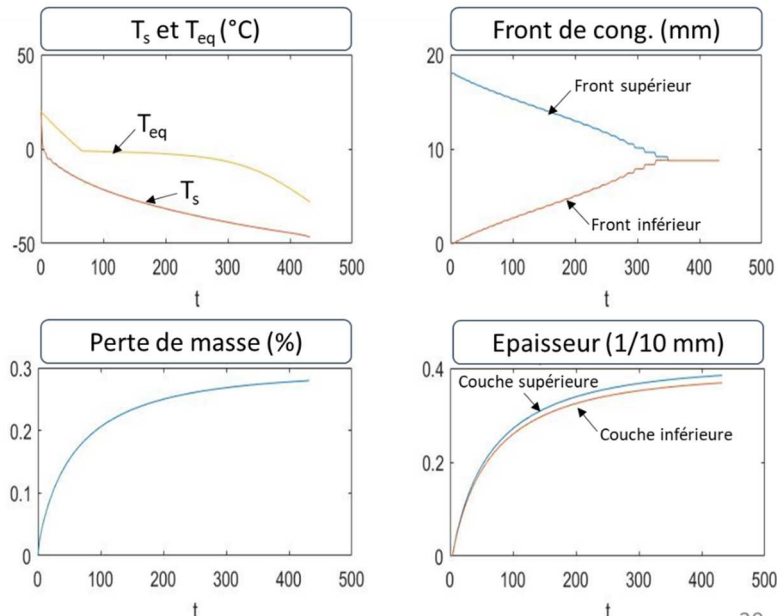 Ts et Teq (°C)
50
0
-50
Teq
Ts
0 100 200 300 400 500
t
Front de cong. (mm)
20
10
0
Front supérieur
Front inférieur
0 100 200 300 400 500
t
Perte de masse (%)
0.3
0.2
0.1
0
0 100 200 300 400 500
t
Epaisseur (1/10 mm)
0.4
0.2
0
Couche supérieure
Couche inférieure
0 100 200 300 400 500
t